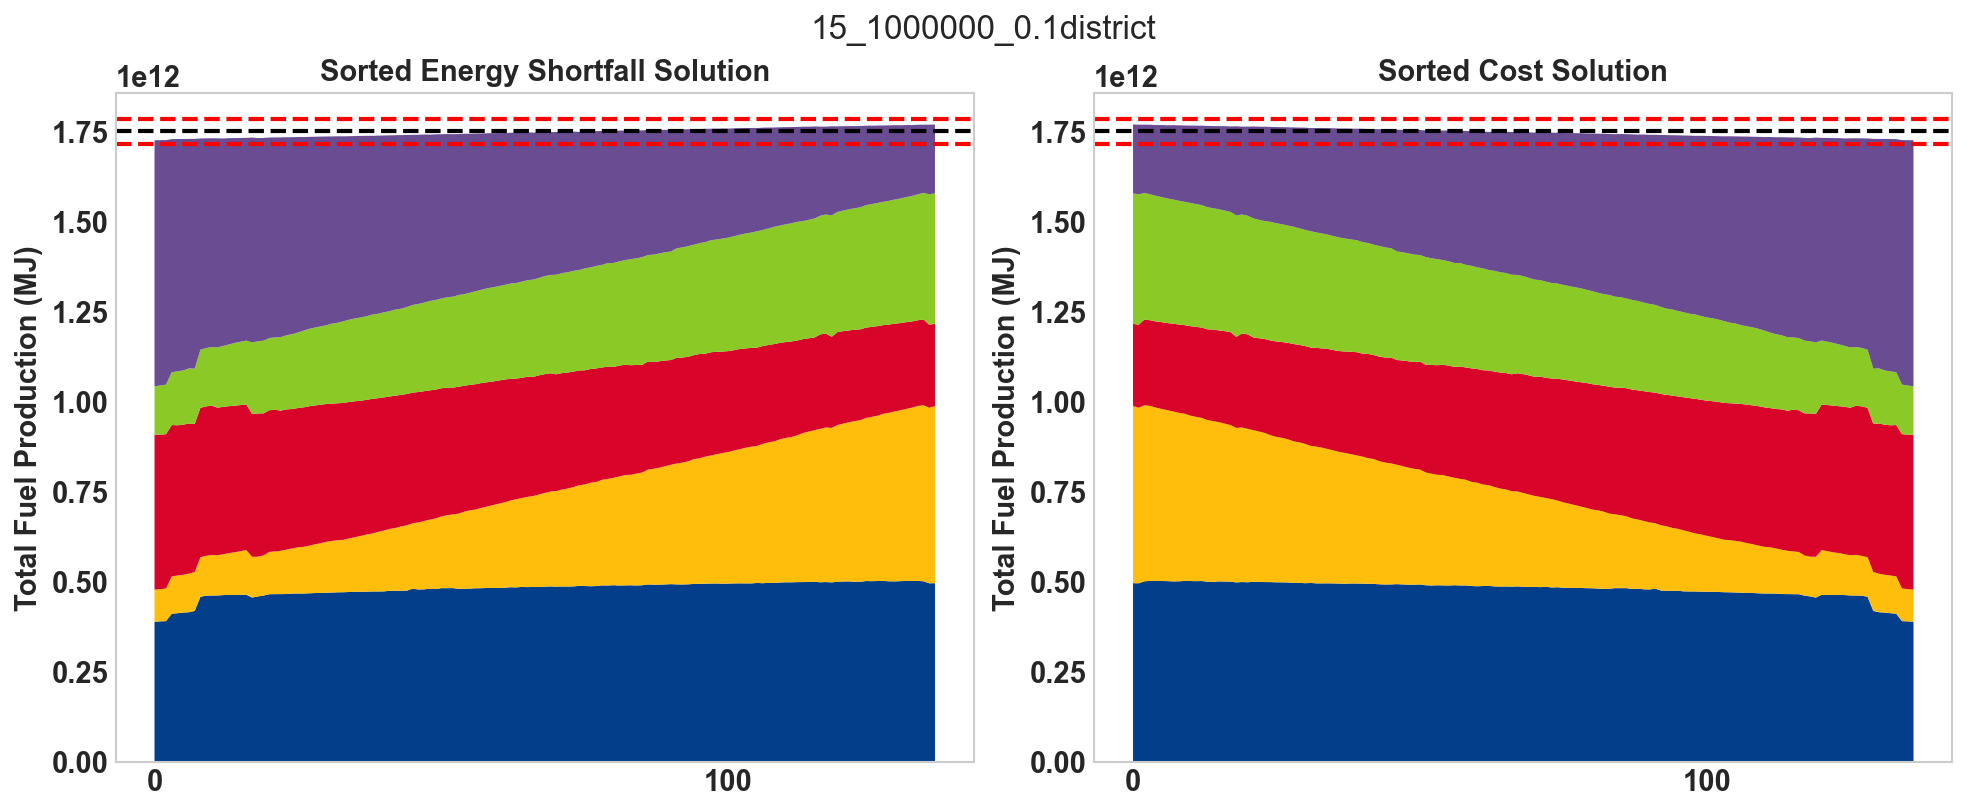 15_1000000_0.1district
Sorted Energy Shortfall Solution
1e12
Total Fuel Production (MJ)
1.75
1.50
1.25
1.00
0.75
0.50
0.25
0.00
0 100
Sorted Cost Solution
1e12
Total Fuel Production (MJ)
1.75
1.50
1.25
1.00
0.75
0.50
0.25
0.00
0 100